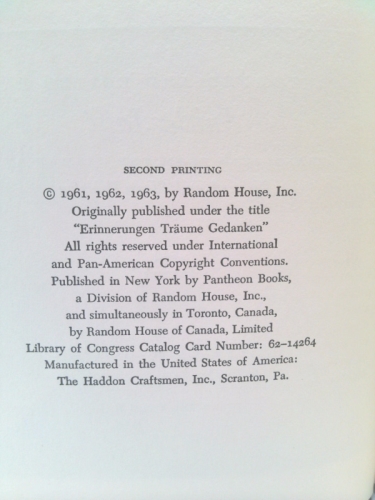 SECOND PRINTING
© 1961, 1962, 1963, by Random House, Inc.
Originally published under the title
"Erinnerungen Träume Gedanken"
All rights reserved under International
and Pan-American Copyright Conventions.
Published in New York by Pantheon Books,
a Division of Random House, Inc.,
and simultaneously in Toronto, Canada,
by Random House of Canada, Limited
Library of Congress Catalog Card Number: 62-14264
Manufactured in the United States of America:
The Haddon Craftsmen, Inc., Scranton, Pa.